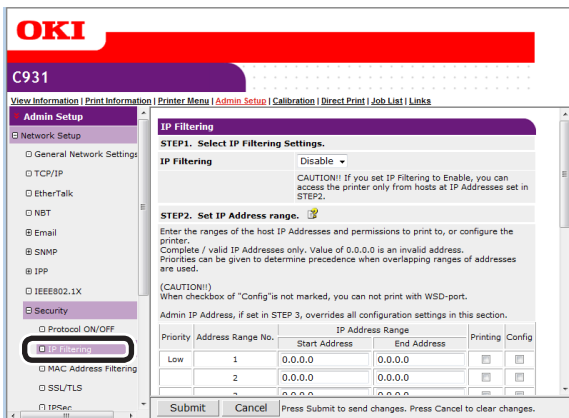 OKI
C931
View Information | Print Information | Printer Menu | Admin Setup | Calibration | Direct Print | Job List | Links
Admin Setup
Network Setup
General Network Settings
TCP/IP
EtherTalk
NBT
Email
SNMP
IPP
IEEE802.1X
Security
Protocol ON/OFF
IP Filtering
MAC Address Filtering
SSL/TLS
IPSec
IP Filtering
STEP1. Select IP Filtering Settings.
IP Filtering Disable
CAUTION!! If you set IP Filtering to Enable, you can
access the printer only from hosts at IP Addresses set in
STEP2.
STEP2. Set IP Address range.
Enter the ranges of the host IP Addresses and permissions to print to, or configure the
printer.
Complete / valid IP Addresses only. Value of 0.0.0.0 is an invalid address.
Priorities can be given to determine precedence when overlapping ranges of addresses
are used.
(CAUTION!!)
When checkbox of "Config"is not marked, you can not print with WSD-port.
Admin IP Address, if set in STEP 3, overrides all configuration settings in this section.
Priority Address Range No. IP Address Range Printing Config
Start Address End Address
Low 1 0.0.0.0 0.0.0.0
2 0.0.0.0 0.0.0.0
Submit Cancel Press Submit to send changes. Press Cancel to clear changes.